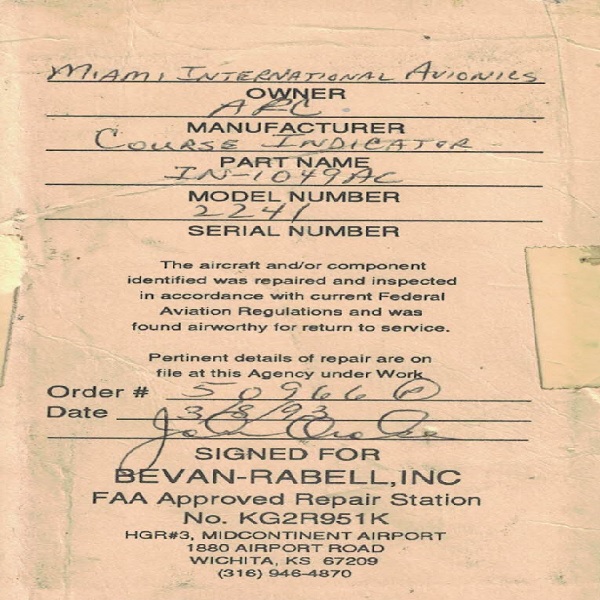 MIAMI INTERNATIONAL AVIONICS
OWNER
ARC
MANUFACTURER
COURSE INDICATOR
PART NAME
IN-1049AC
MODEL NUMBER
2241
SERIAL NUMBER
The aircraft and/or component
identified was repaired and inspected
in accordance with current Federal
Aviation Regulations and was
found airworthy for return to service.
Pertinent details of repair are on
file at this Agency under Work
Order # 50966 P
Date 3/8/93
SIGNED FOR
BEVAN-RABELL,INC
FAA Approved Repair Station
No. KG2R951K
HGR#3, MIDCONTINENT AIRPORT
1880 AIRPORT ROAD
WICHITA, KS 67209
(316) 946-4870